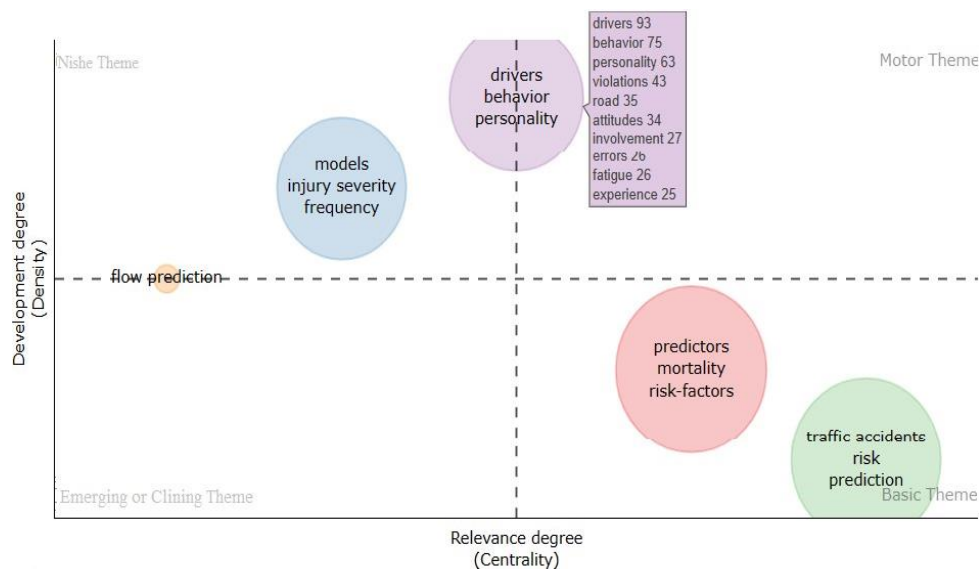 Nishe Theme
Motor Theme
drivers
behavior
personality
drivers 93
behavior 75
personality 63
violations 43
road 35
attitudes 34
involvement 27
errors 26
fatigue 26
experience 25
models
injury severity
frequency
flow prediction
Development degree
(Density)
predictors
mortality
risk-factors
traffic accidents
risk
prediction
Emerging or Clining Theme
Basic Theme
Relevance degree
(Centrality)